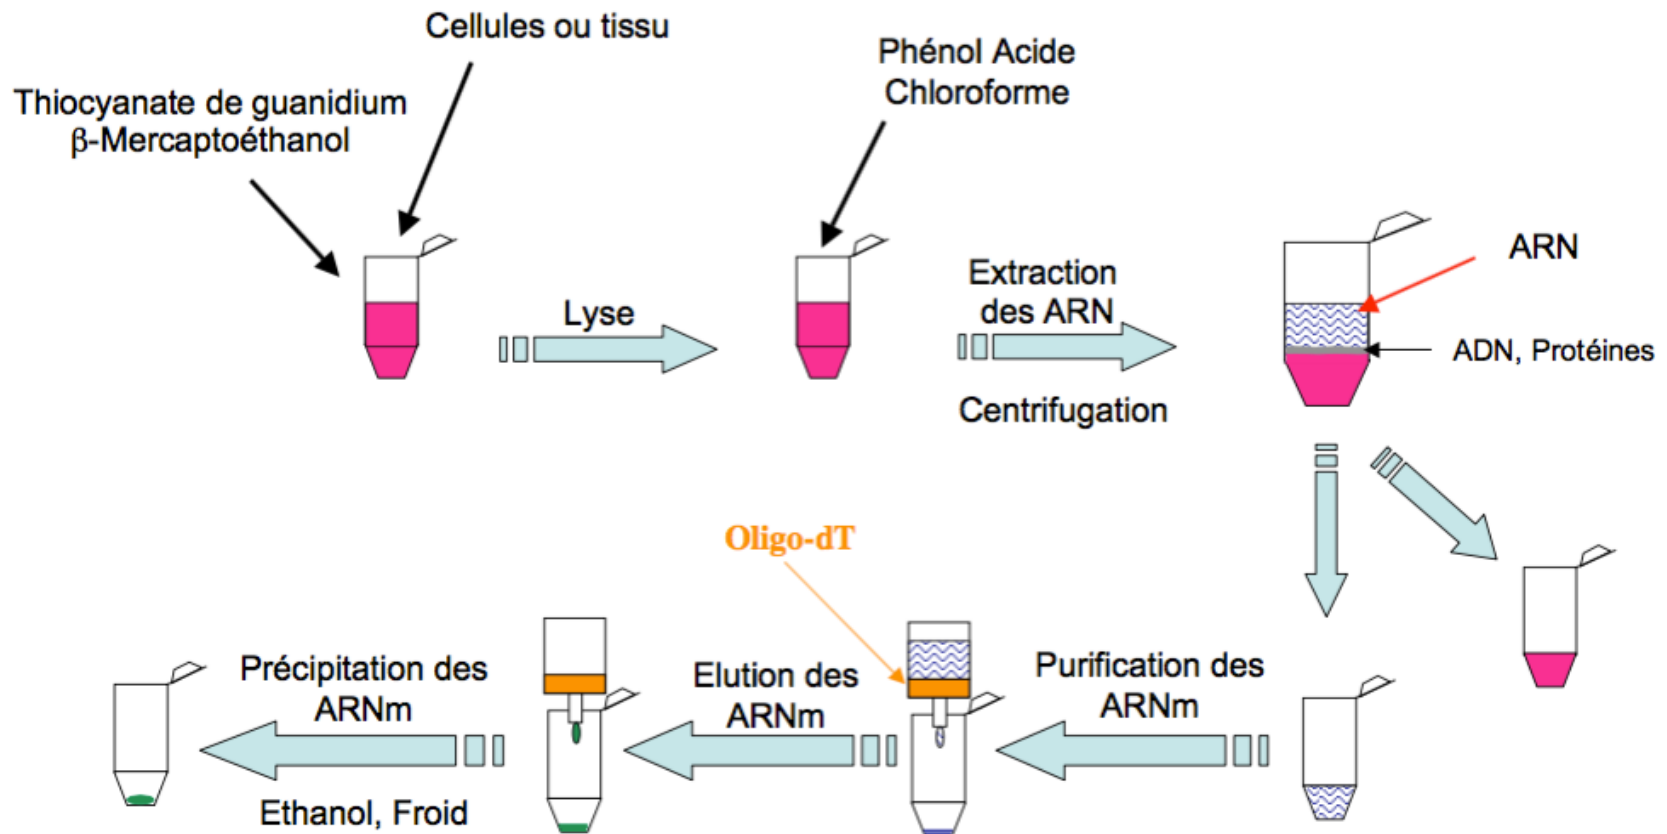 Cellules ou tissu
Thiocyanate de guanidium
β-Mercaptoéthanol
Phénol Acide
Chloroforme
Lyse
Extraction
des ARN
Centrifugation
ARN
ADN, Protéines
Oligo-dT
Purification des
ARNm
Elution des
ARNm
Précipitation des
ARNm
Ethanol, Froid